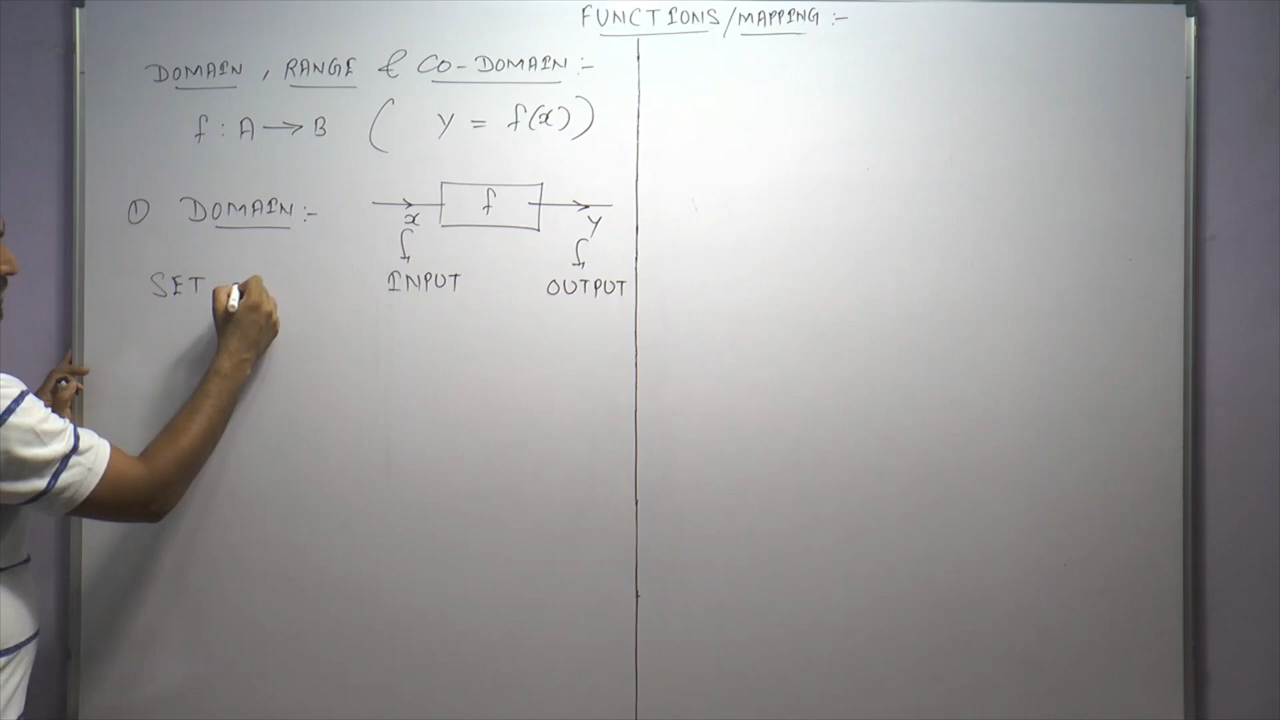 FUNCTIONS/MAPPING :-
DOMAIN, RANGE & CO-DOMAIN :-
f : A → B ( y = f(x) )
① DOMAIN :-
f
x y
INPUT OUTPUT
SET